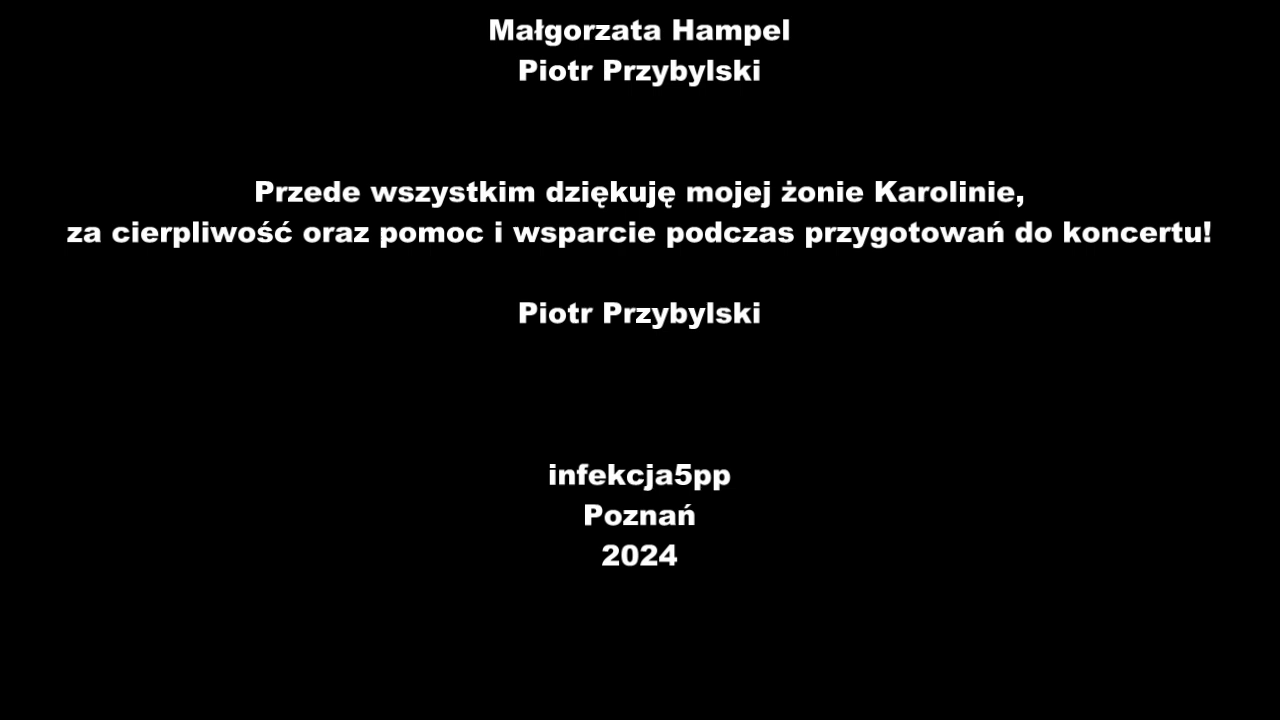 Małgorzata Hampel
Piotr Przybylski
Przede wszystkim dziękuję mojej żonie Karolinie,
za cierpliwość oraz pomoc i wsparcie podczas przygotowań do koncertu!
Piotr Przybylski
infekcja5pp
Poznań
2024